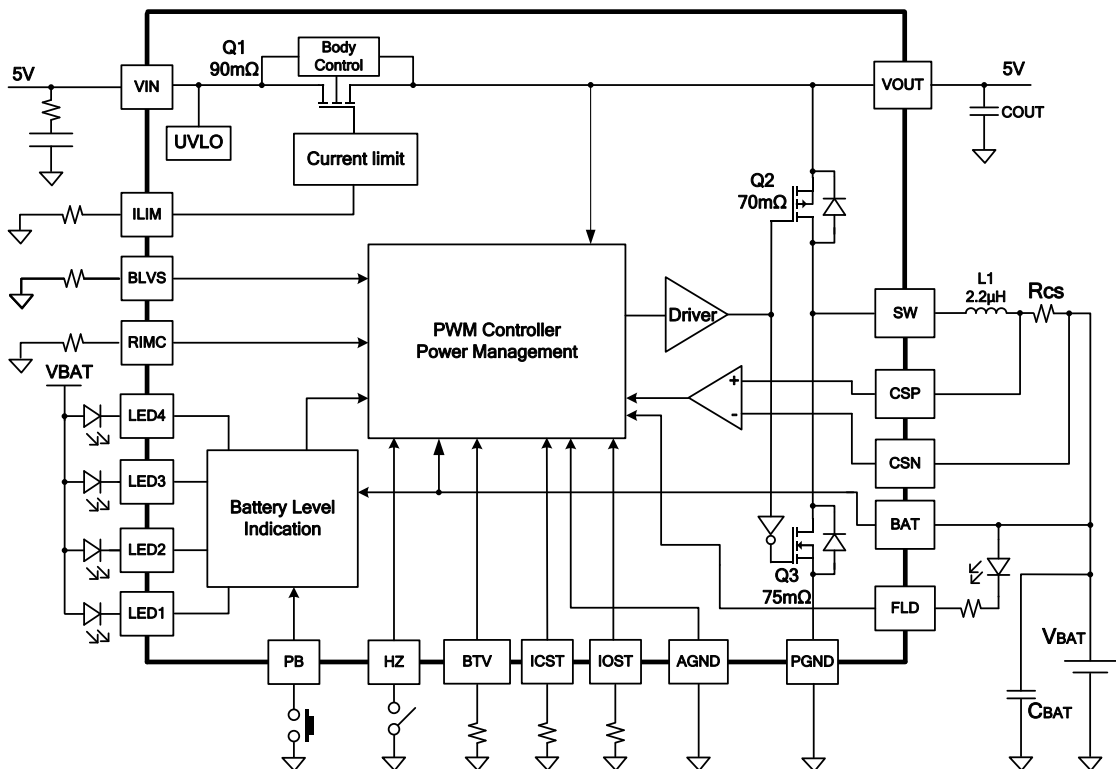 Q1
90mΩ
Body
Control
5V
VIN
VOUT
5V
UVLO
COUT
Current limit
Q2
70mΩ
ILIM
BLVS
PWM Controller
Power Management
Driver
SW
L1
2.2µH
Rcs
RIMC
VBAT
+
CSP
-
LED4
CSN
LED3
Battery Level
Indication
BAT
LED2
Q3
75mΩ
LED1
FLD
PB
HZ
BTV
ICST
IOST
AGND
PGND
VBAT
CBAT